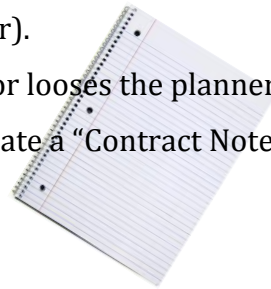 r).
or looses the planner
ate a “Contract Note